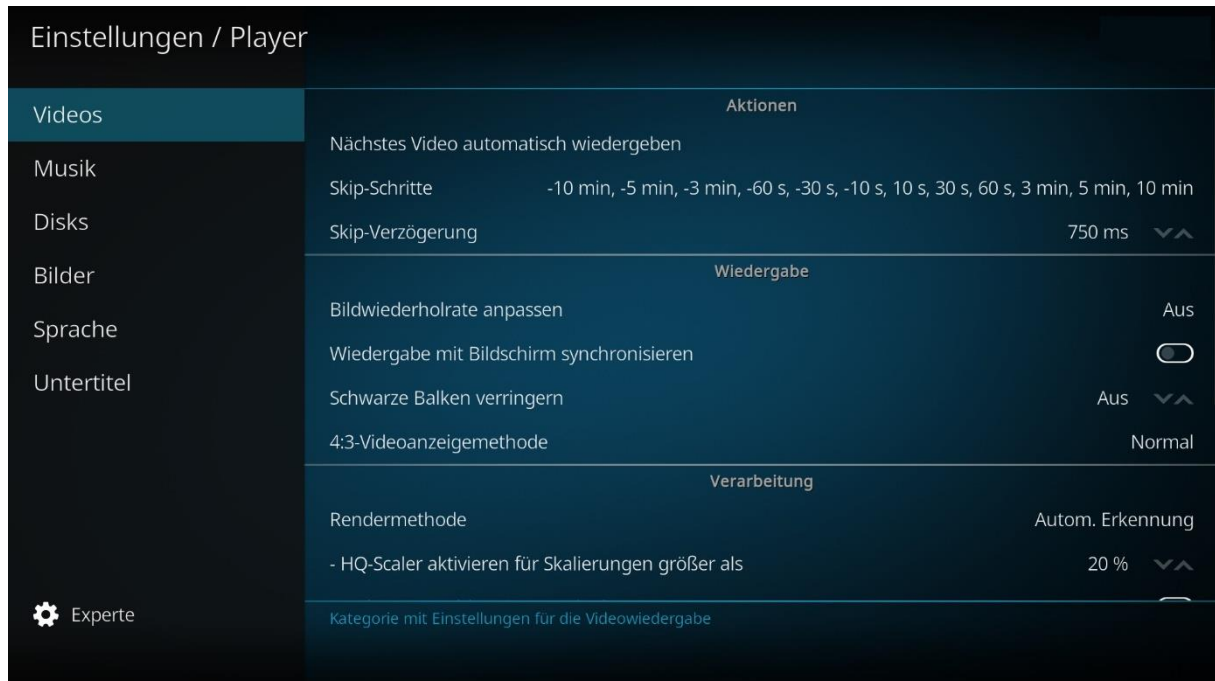 Einstellungen / Player
Videos
Musik
Disks
Bilder
Sprache
Untertitel
Experte
Aktionen
Nächstes Video automatisch wiedergeben
Skip-Schritte -10 min, -5 min, -3 min, -60 s, -30 s, -10 s, 10 s, 30 s, 60 s, 3 min, 5 min, 10 min
Skip-Verzögerung 750 ms
Wiedergabe
Bildwiederholrate anpassen Aus
Wiedergabe mit Bildschirm synchronisieren
Schwarze Balken verringern Aus
4:3-Videoanzeigemethode Normal
Verarbeitung
Rendermethode Autom. Erkennung
- HQ-Scaler aktivieren für Skalierungen größer als 20 %
Kategorie mit Einstellungen für die Videowiedergabe